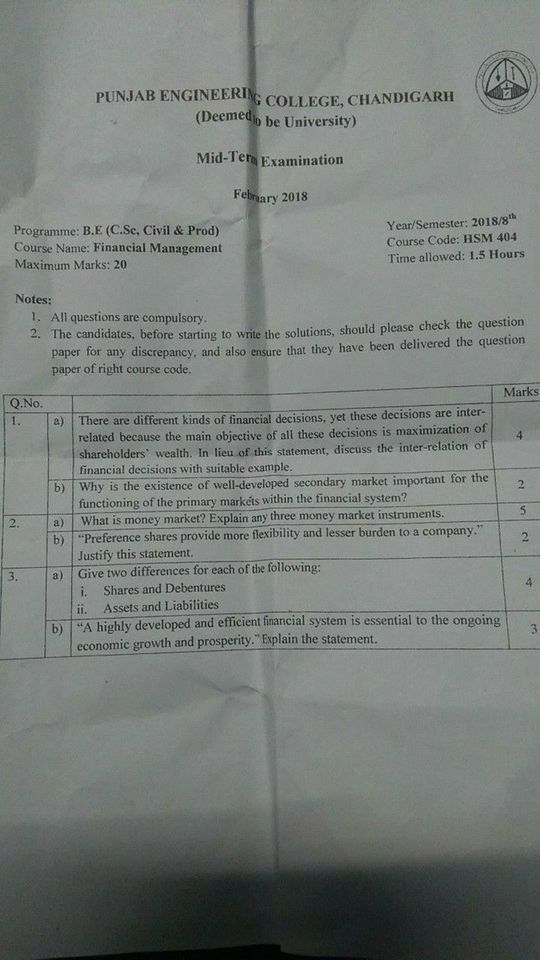 PUNJAB ENGINEERING COLLEGE, CHANDIGARH
(Deemed to be University)
Mid-Term Examination
February 2018
Programme: B.E (C.Sc, Civil & Prod)
Year/Semester: 2018/8th
Course Name: Financial Management
Course Code: HSM 404
Maximum Marks: 20
Time allowed: 1.5 Hours
Notes:
1. All questions are compulsory.
2. The candidates, before starting to write the solutions, should please check the question
paper for any discrepancy, and also ensure that they have been delivered the question
paper of right course code.
Q.No. Marks
1. a) There are different kinds of financial decisions, yet these decisions are inter-
related because the main objective of all these decisions is maximization of
shareholders' wealth. In lieu of this statement, discuss the inter-relation of
financial decisions with suitable example. 4
b) Why is the existence of well-developed secondary market important for the
functioning of the primary markets within the financial system? 2
2. a) What is money market? Explain any three money market instruments. 5
b) "Preference shares provide more flexibility and lesser burden to a company."
Justify this statement. 2
3. a) Give two differences for each of the following:
i. Shares and Debentures
ii. Assets and Liabilities 4
b) "A highly developed and efficient financial system is essential to the ongoing
economic growth and prosperity." Explain the statement. 3